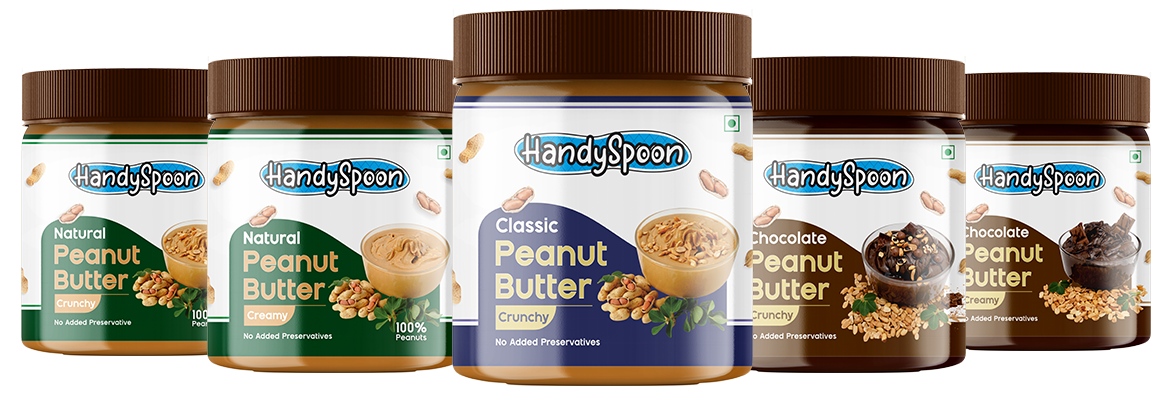 HandySpoon
Natural
Peanut
Butter
Crunchy
No Added Preservative
HandySpoon
Natural
Peanut
Butter
Creamy
No Added Preservatives
100%
Peanuts
HandySpoon
Classic
Peanut
Butter
Crunchy
No Added Preservatives
HandySpoon
Chocolate
Peanut
Butter
Crunchy
No Added Preservatives
HandySpoon
Chocolate
Peanut
Butter
Creamy
No Added Preservatives